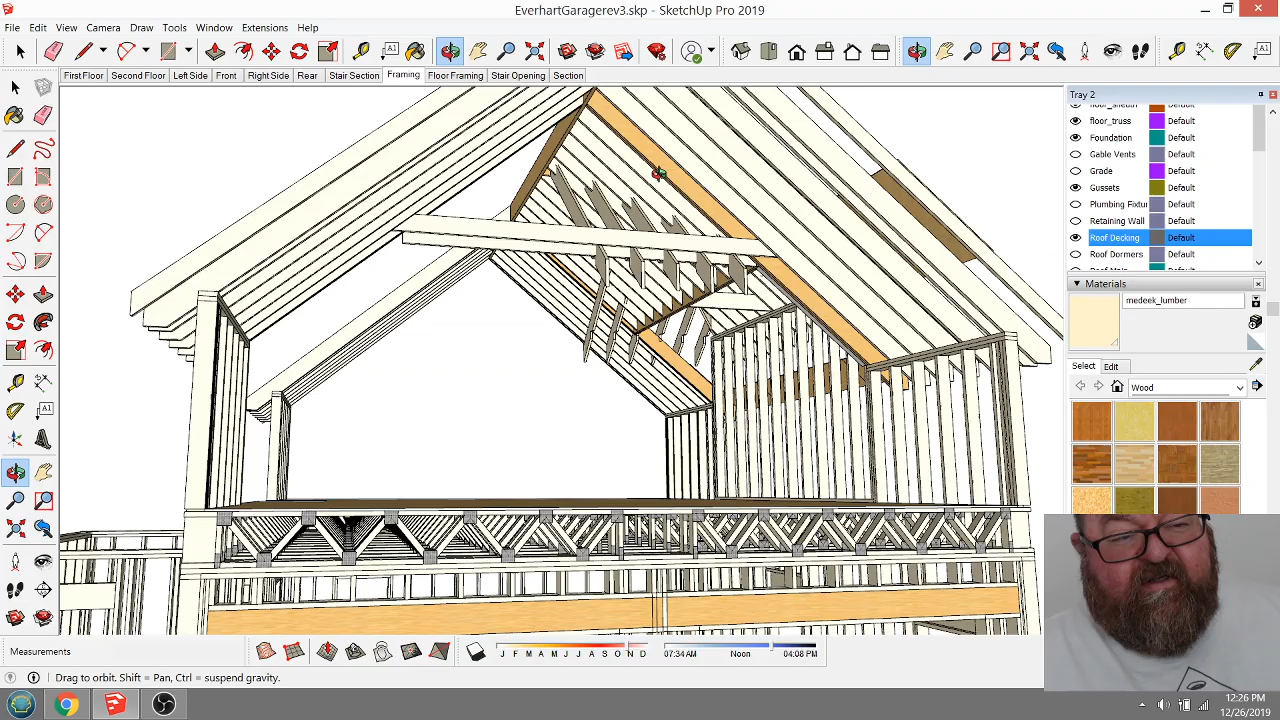 EverhartGaragerev3.skp - SketchUp Pro 2019
File Edit View Camera Draw Tools Window Extensions Help
First Floor Second Floor Left Side Front Right Side Rear Stair Section Framing Floor Framing Stair Opening Section
Tray 2
Default
floor_truss Default
Foundation Default
Gable Vents Default
Grade Default
Gussets Default
Plumbing Fixtu Default
Retaining Wall Default
Roof Decking Default
Roof Dormers Default
Default
Materials
medeek_lumber
Select Edit
Wood
J F M A M J J A S O N D
07:34 AM Noon 04:08 PM
Measurements
Drag to orbit. Shift = Pan, Ctrl = suspend gravity.
12:26 PM
12/26/2019